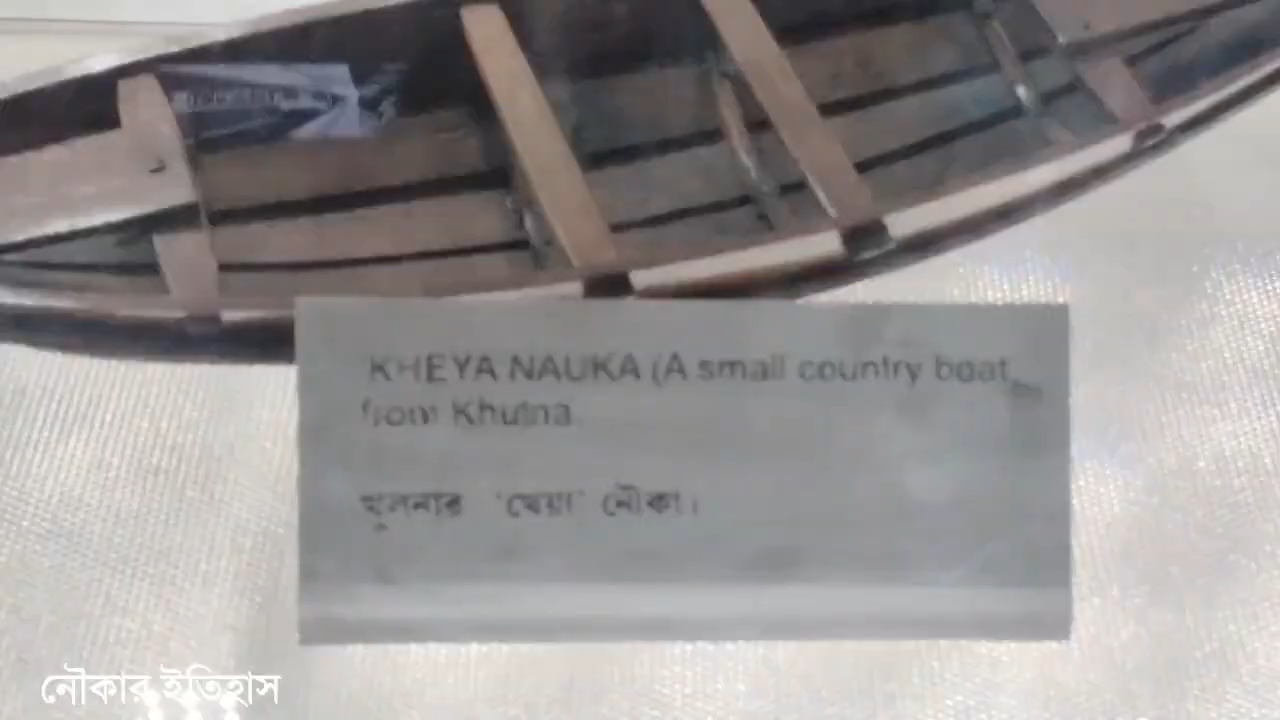 KHEYA NAUKA (A small country boat
from Khulna
খুলনার 'খেয়া' নৌকা।
নৌকার ইতিহাস